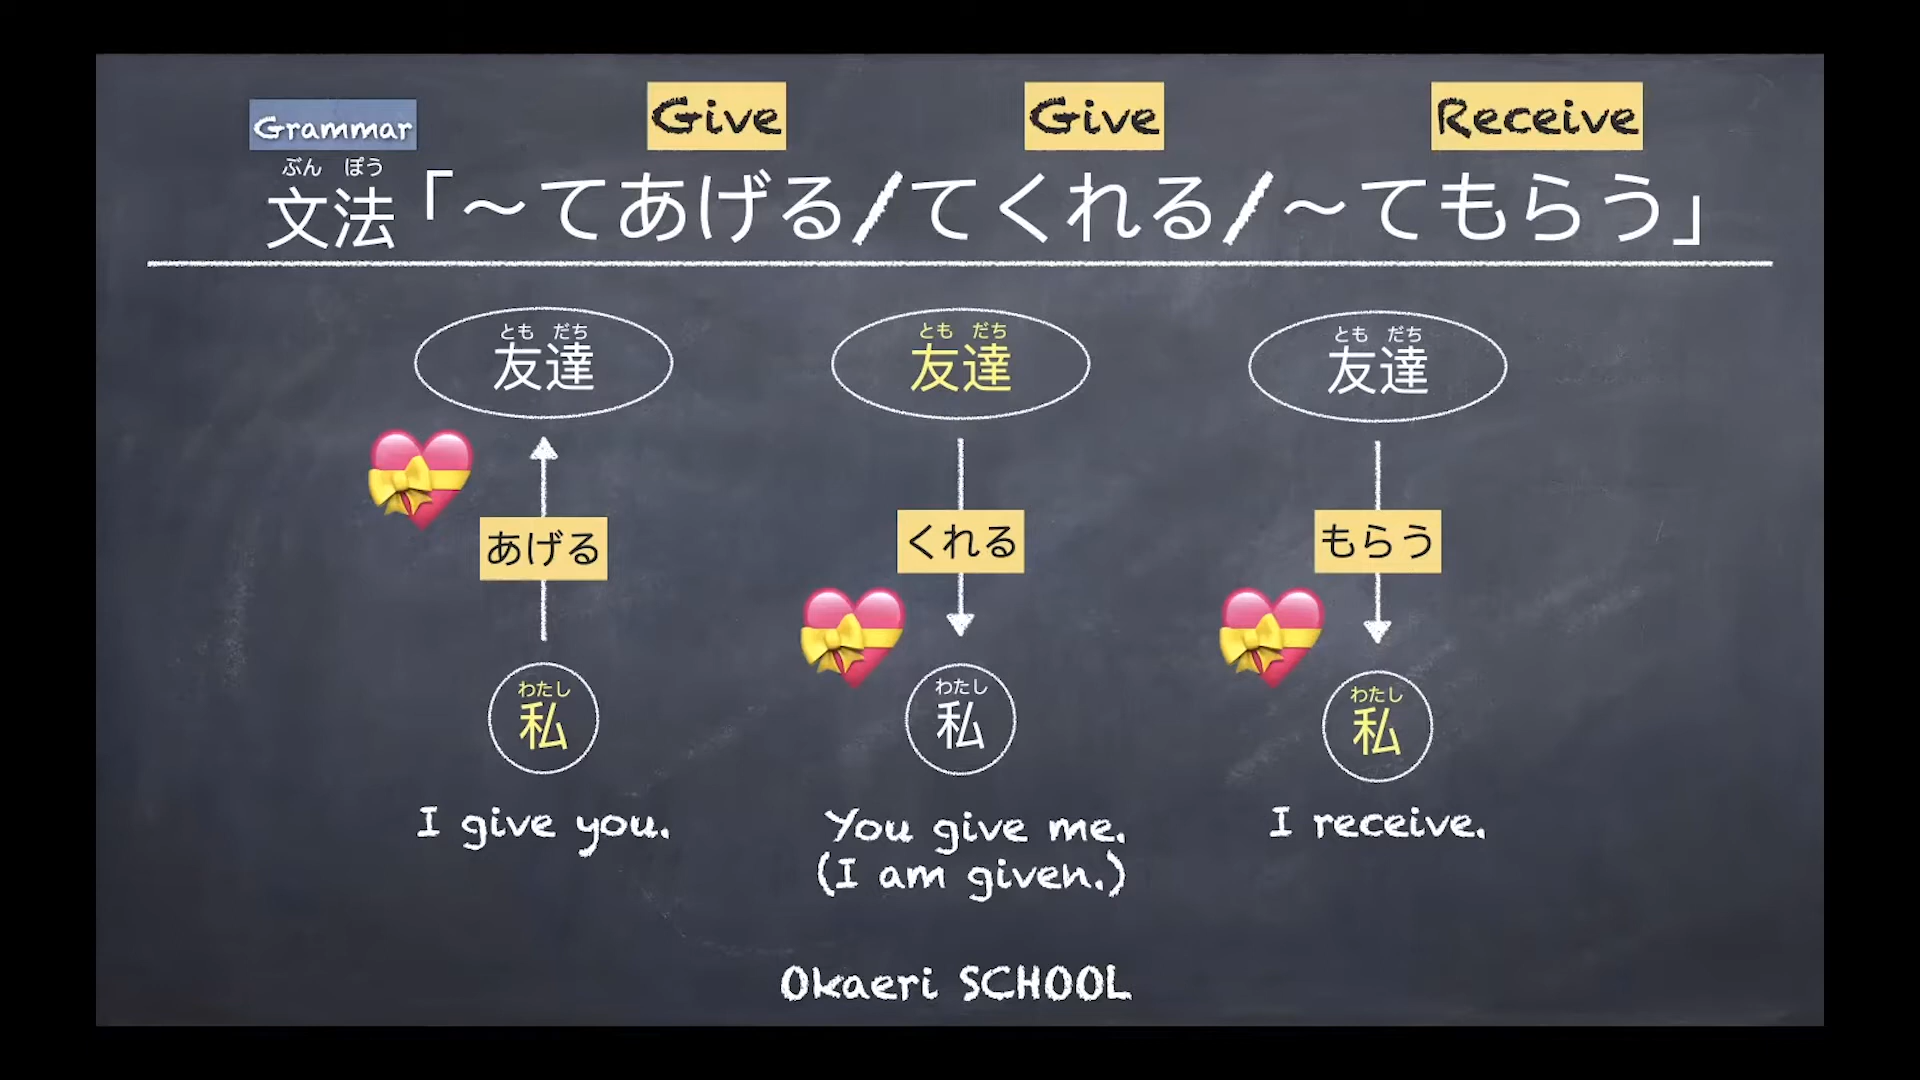 Give Give Receive
Grammar
ぶん ぽう
文法「～てあげる/てくれる/～てもらう」
とも だち とも だち とも だち
友達 友達 友達
あげる くれる もらう
わたし わたし わたし
私 私 私
I give you. You give me. I receive.
(I am given.)
Okaeri SCHOOL